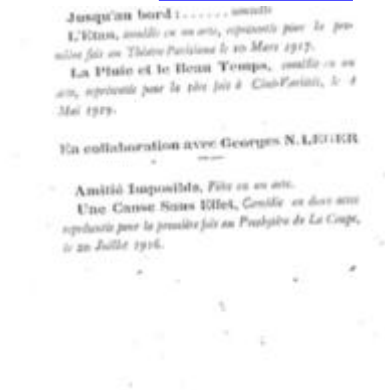 Jusqu'au bord : . . . . . . saynète
L'Etau, comédie en un acte, représentée pour la pre-
mière fois au Théâtre-Parisiana le 10 Mars 1917.
La Pluie et le Beau Temps, comédie en un
acte, représentée pour la 1ère fois à Ciné-Variétés, le 8
Mai 1919.
En collaboration avec Georges N. LEGER
Amitié Impossible, Pièce en un acte.
Une Cause Sans Effet, Comédie en deux actes
représentée pour la première fois au Presbytère de La Coupe,
le 20 Juillet 1916.